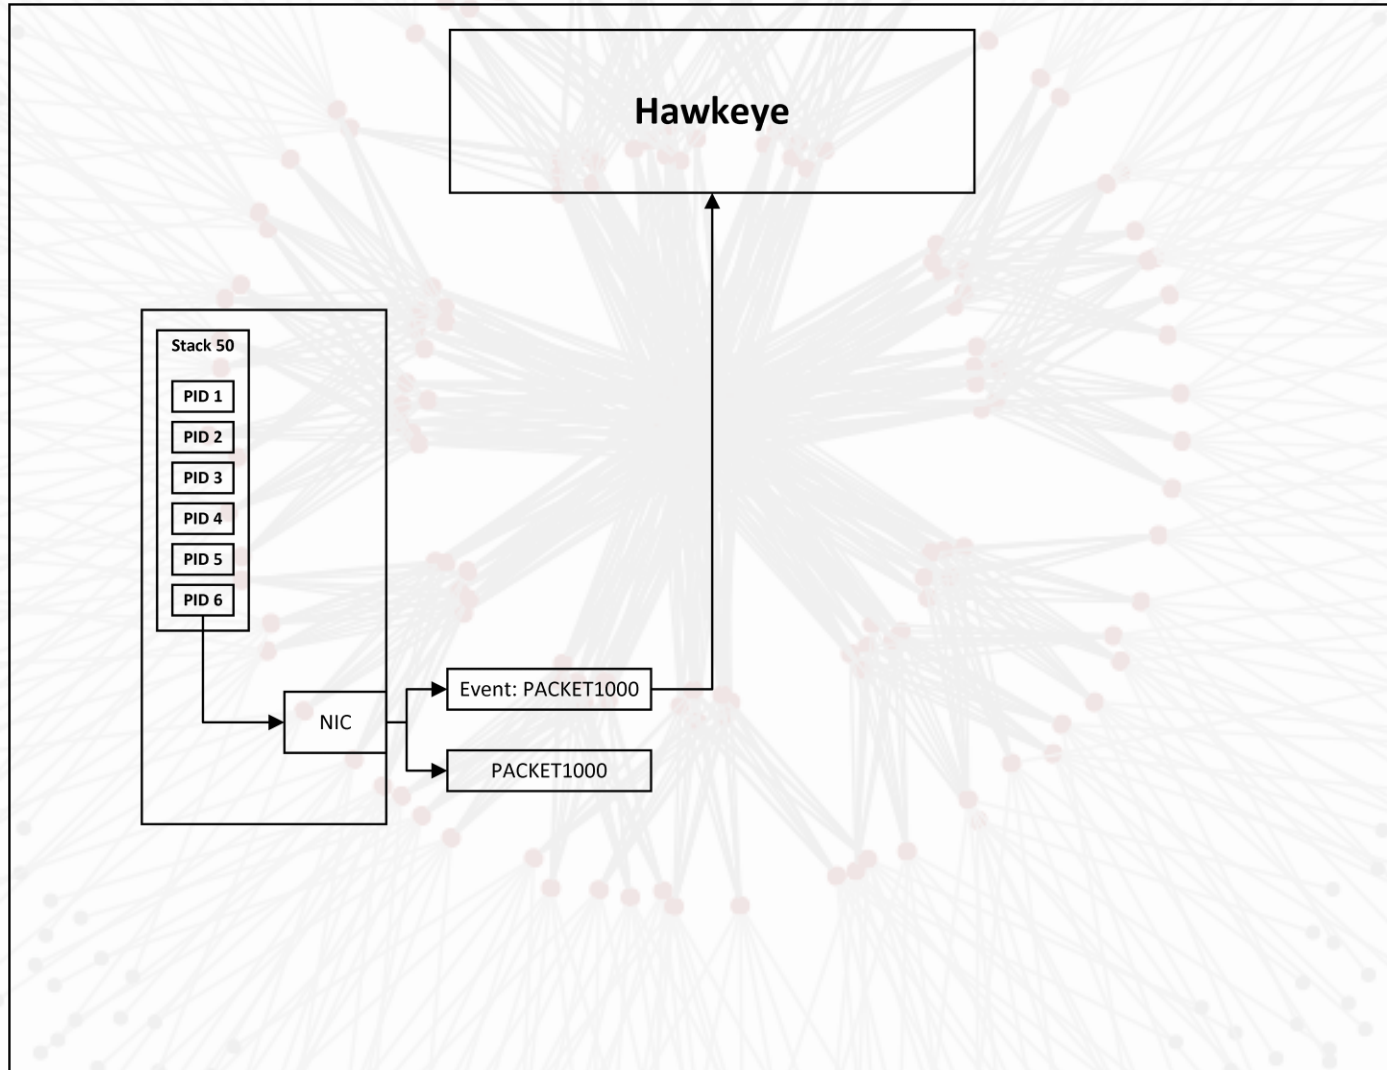 Hawkeye
Stack 50
PID 1
PID 2
PID 3
PID 4
PID 5
PID 6
NIC
Event: PACKET1000
PACKET1000